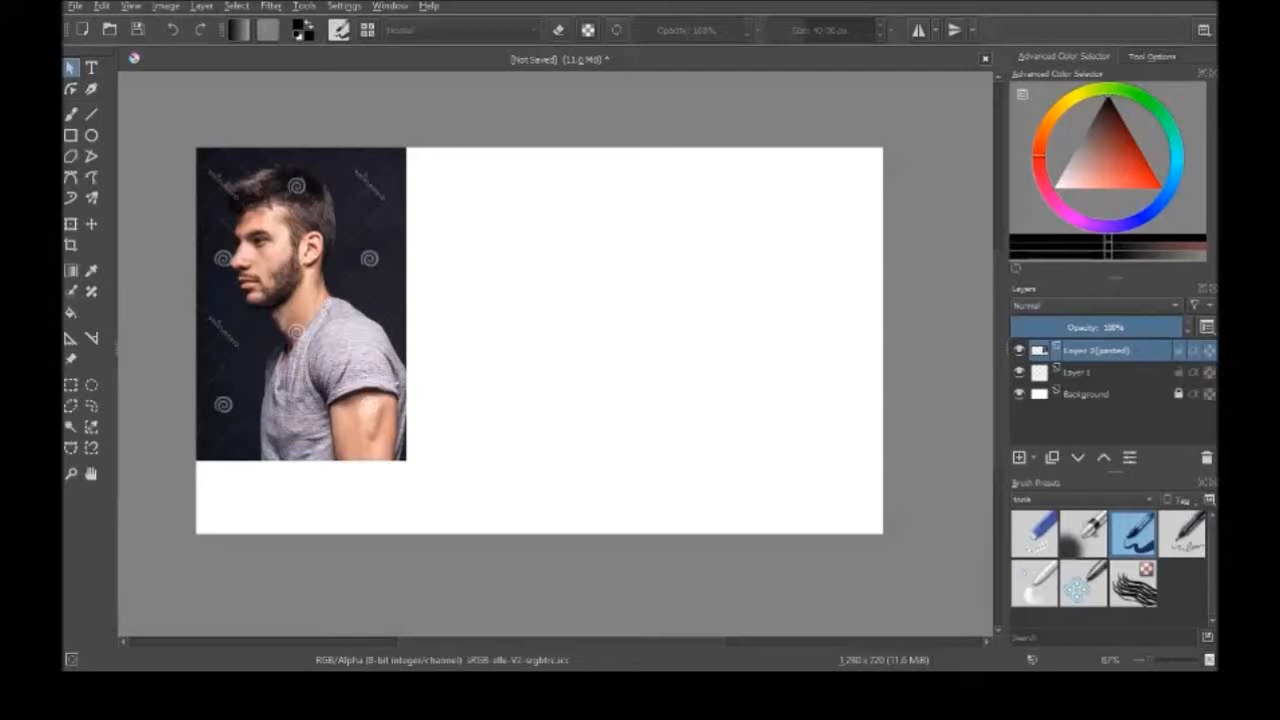 File Edit View Image Layer Select Filter Tools Settings Window Help
Normal
Opacity: 100%
[Not Saved] (11.6 MiB) *
Advanced Color Selector
Tool Options
Advanced Color Selector
Layers
Normal
Opacity: 100%
Layer 2(pasted)
Layer 1
Background
Brush Presets
Tag
Search
RGB/Alpha (8-bit integer/channel) sRGB-elle-V2-srgbtrc.icc
1,280 x 720 (11.6 MiB)
67%